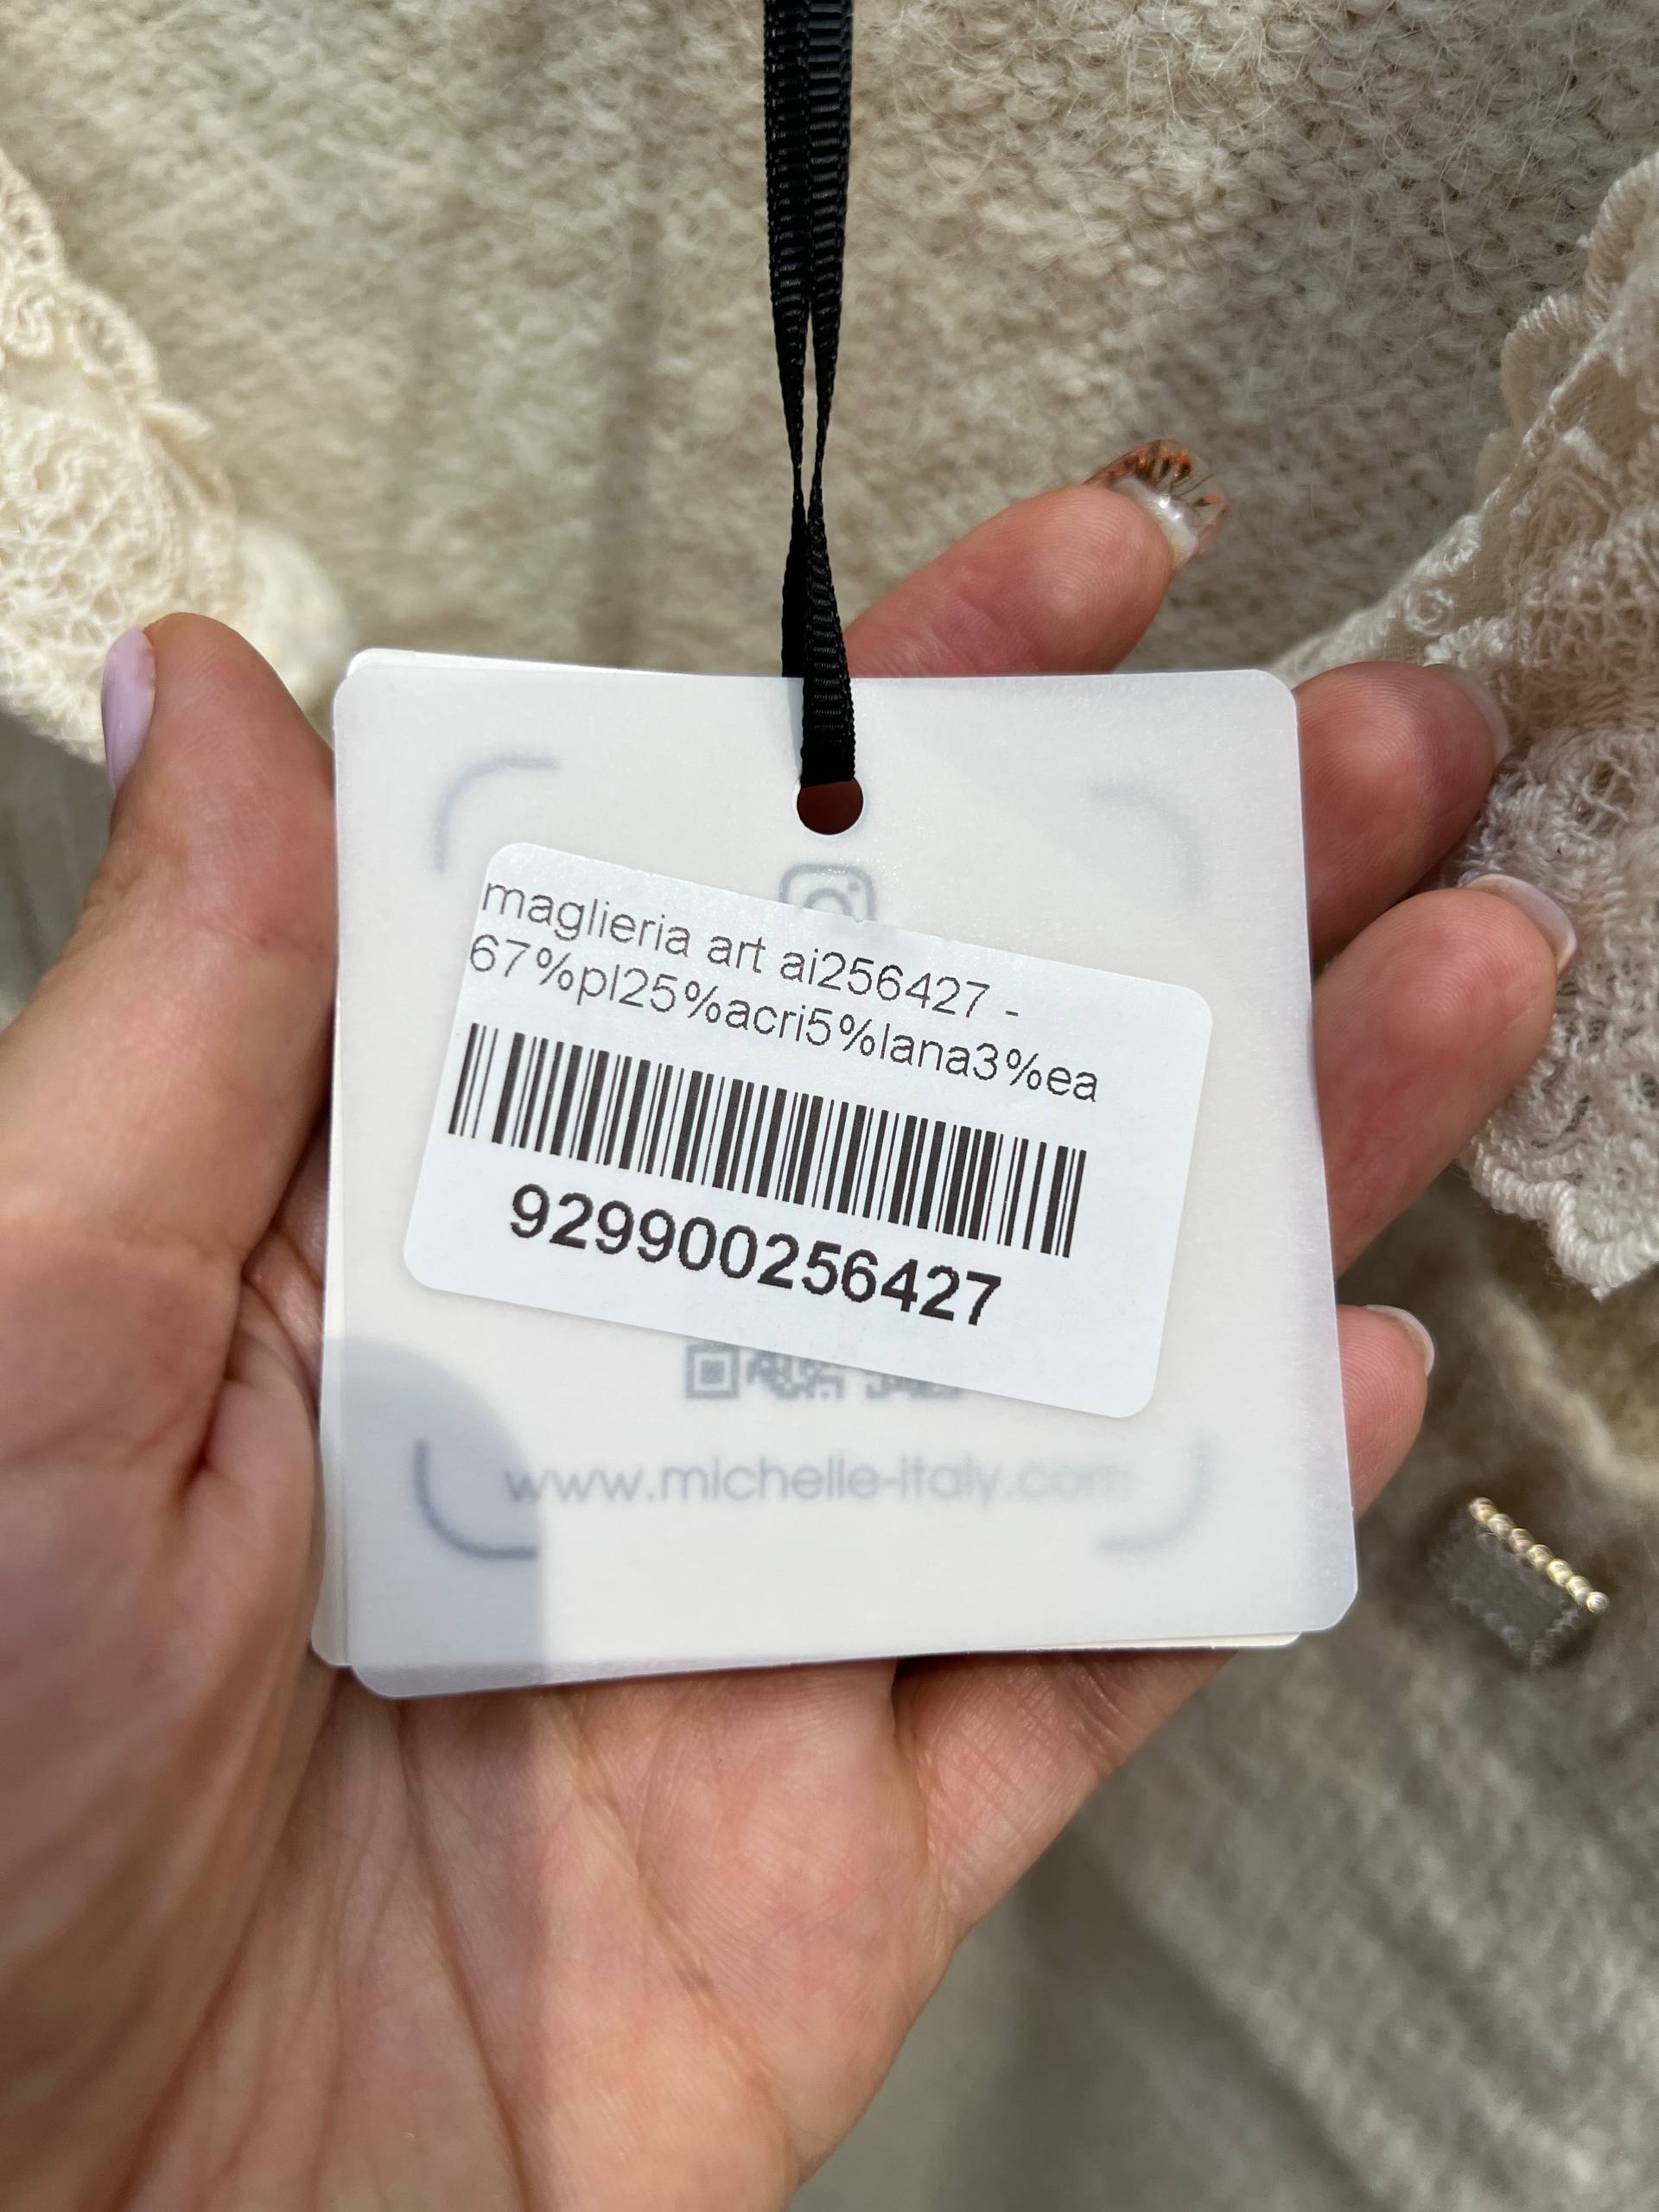 maglieria art ai256427 -
67%pl25%acri5%lana3%ea
929900256427
www.michelle-italy.com